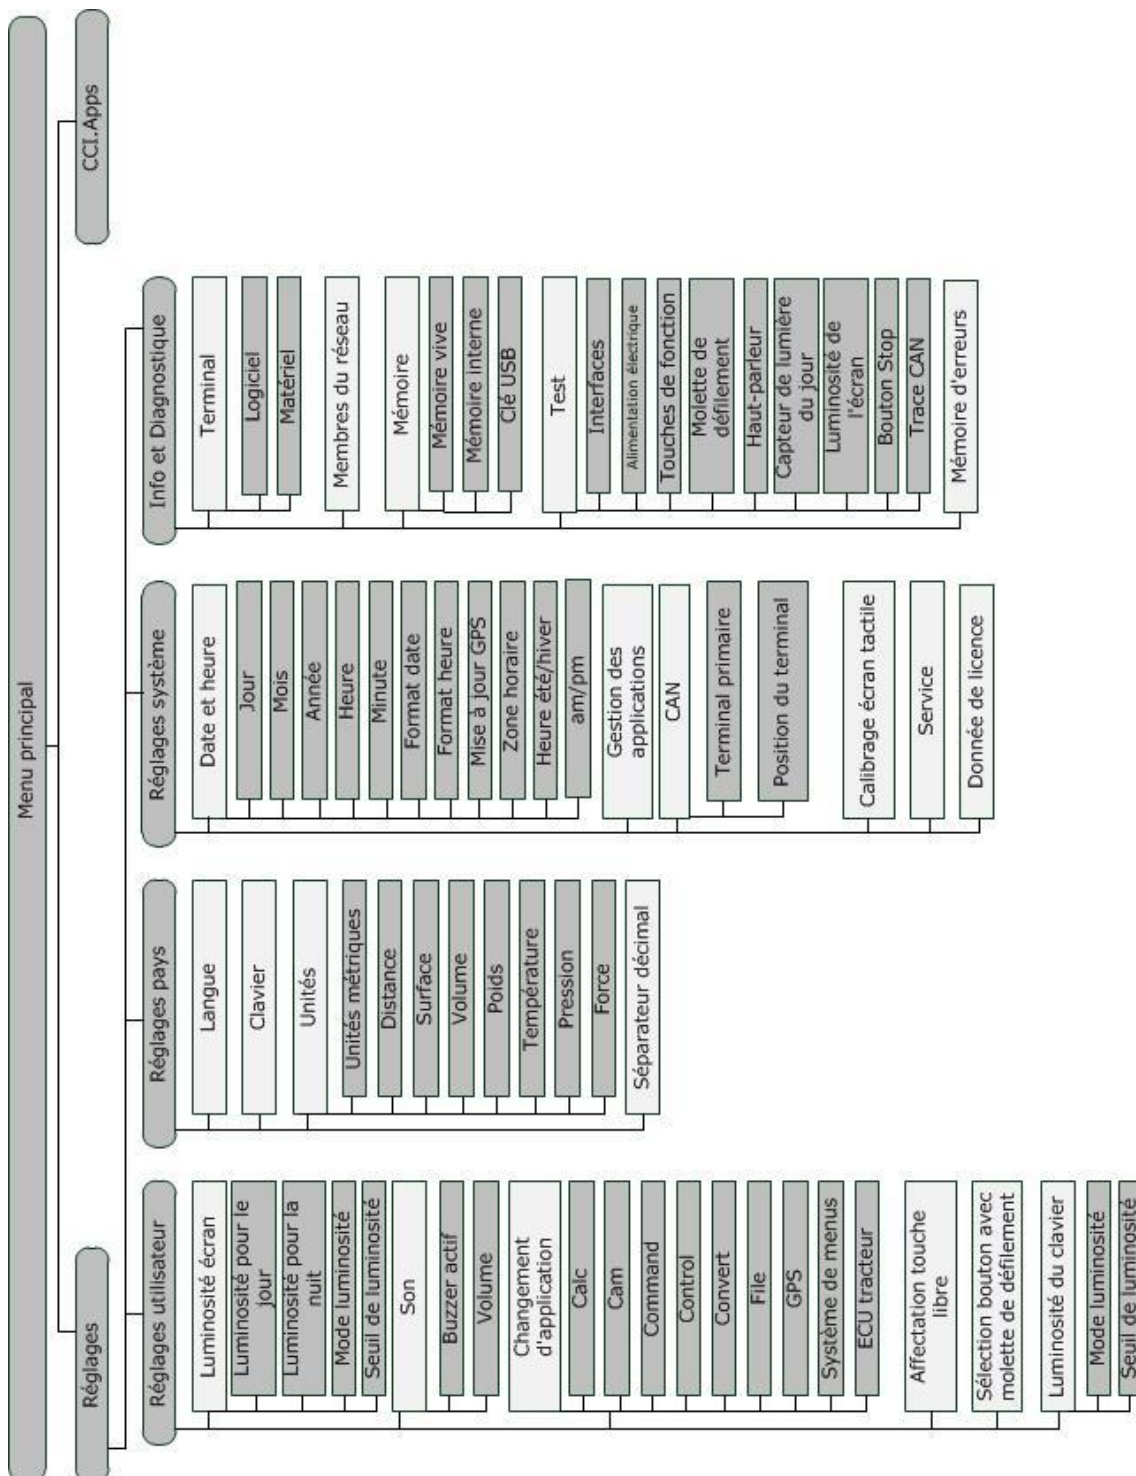 Menu principal
Réglages
CCI.Apps
Réglages utilisateur
Luminosité écran
Luminosité pour le
jour
Luminosité pour la
nuit
Mode luminosité
Seuil de luminosité
Son
Buzzer actif
Volume
Changement
d'application
Calc
Cam
Command
Control
Convert
File
GPS
Système de menus
ECU tracteur
Affectation touche
libre
Sélection bouton avec
molette de défilement
Luminosité du clavier
Mode luminosité
Seuil de luminosité
Réglages pays
Langue
Clavier
Unités
Unités métriques
Distance
Surface
Volume
Poids
Température
Pression
Force
Séparateur décimal
Réglages système
Date et heure
Jour
Mois
Année
Heure
Minute
Format date
Format heure
Mise à jour GPS
Zone horaire
Heure été/hiver
am/pm
Gestion des
applications
CAN
Terminal primaire
Position du terminal
Calibrage écran tactile
Service
Donnée de licence
Info et Diagnostique
Terminal
Logiciel
Matériel
Membres du réseau
Mémoire
Mémoire vive
Mémoire interne
Clé USB
Test
Interfaces
Alimentation électrique
Touches de fonction
Molette de
défilement
Haut-parleur
Capteur de lumière
du jour
Luminosité de
l'écran
Bouton Stop
Trace CAN
Mémoire d'erreurs